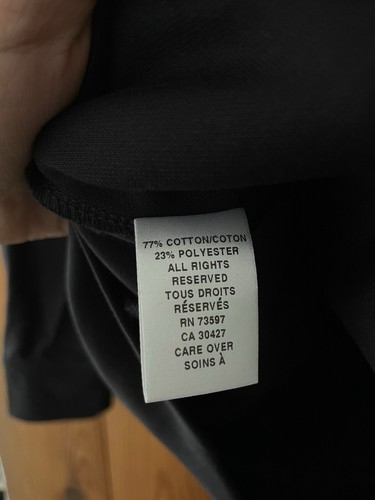 77% COTTON/COTON
23% POLYESTER
ALL RIGHTS
RESERVED
TOUS DROITS
RÉSERVÉS
RN 73597
CA 30427
CARE OVER
SOINS À